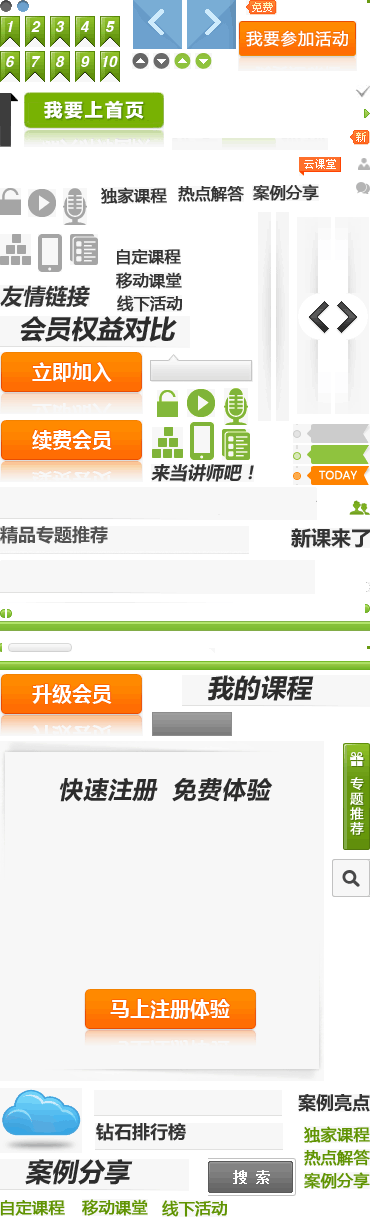 1 2 3 4 5
免费
我要参加活动
6 7 8 9 10
我要上首页
新
云课堂
独家课程 热点解答 案例分享
自定课程
移动课堂
线下活动
友情链接
会员权益对比
立即加入
续费会员
TODAY
来当讲师吧！
精品专题推荐
新课来了
升级会员
我的课程
快速注册 免费体验
专题推荐
马上注册体验
案例亮点
钻石排行榜
独家课程
热点解答
案例分享
案例分享
搜索
自定课程 移动课堂 线下活动